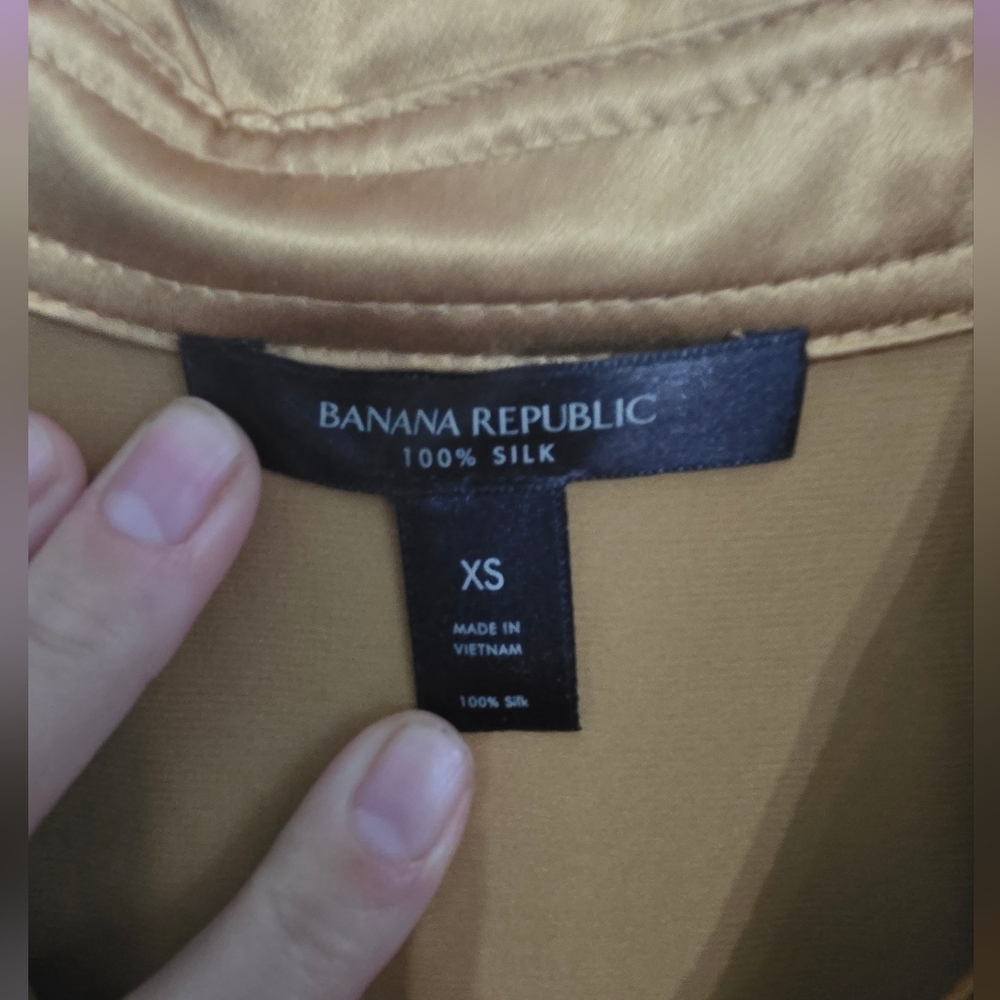 BANANA REPUBLIC
100% SILK
XS
MADE IN
VIETNAM
100% Silk